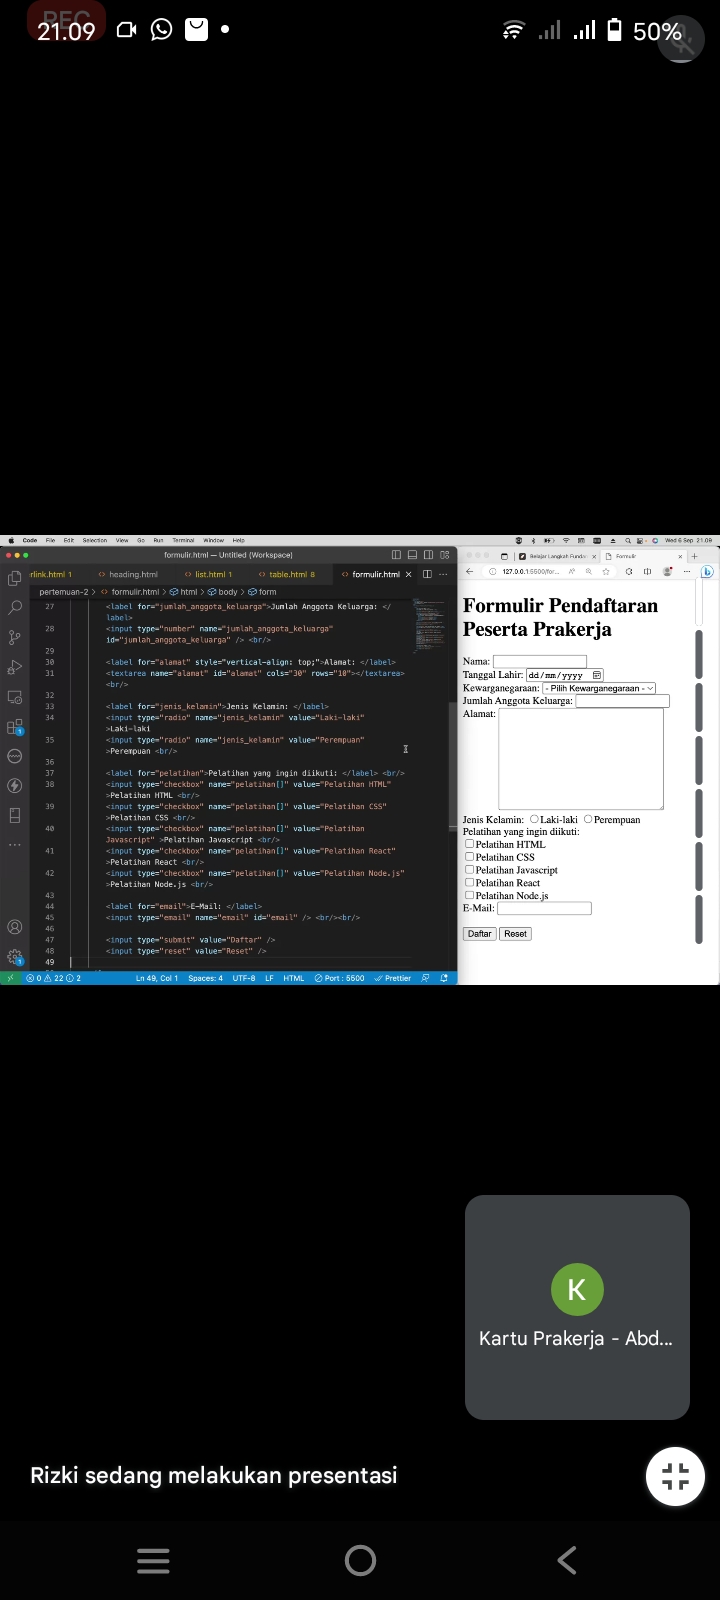 REC
21.09
50%
Code File Edit Selection View Go Run Terminal Window Help
Wed 6 Sep 21.09
formulir.html — Untitled (Workspace)
rlink.html 1
heading.html
list.html 1
table.html 8
formulir.html
pertemuan-2 > formulir.html > html > body > form
27 <label for="jumlah_anggota_keluarga">Jumlah Anggota Keluarga: </
label>
28 <input type="number" name="jumlah_anggota_keluarga"
id="jumlah_anggota_keluarga" /> <br/>
29
30 <label for="alamat" style="vertical-align: top;">Alamat: </label>
31 <textarea name="alamat" id="alamat" cols="30" rows="10"></textarea>
<br/>
32
33 <label for="jenis_kelamin">Jenis Kelamin: </label>
34 <input type="radio" name="jenis_kelamin" value="Laki-laki"
>Laki-laki
35 <input type="radio" name="jenis_kelamin" value="Perempuan"
>Perempuan <br/>
36
37 <label for="pelatihan">Pelatihan yang ingin diikuti: </label> <br/>
38 <input type="checkbox" name="pelatihan[]" value="Pelatihan HTML"
>Pelatihan HTML <br/>
39 <input type="checkbox" name="pelatihan[]" value="Pelatihan CSS"
>Pelatihan CSS <br/>
40 <input type="checkbox" name="pelatihan[]" value="Pelatihan
Javascript" >Pelatihan Javascript <br/>
41 <input type="checkbox" name="pelatihan[]" value="Pelatihan React"
>Pelatihan React <br/>
42 <input type="checkbox" name="pelatihan[]" value="Pelatihan Node.js"
>Pelatihan Node.js <br/>
43
44 <label for="email">E-Mail: </label>
45 <input type="email" name="email" id="email" /> <br/><br/>
46
47 <input type="submit" value="Daftar" />
48 <input type="reset" value="Reset" />
49
0 22 2
Ln 49, Col 1 Spaces: 4 UTF-8 LF HTML Port : 5500 Prettier
Belajar Langkah Funda
Formulir
127.0.0.1:5500/for...
Formulir Pendaftaran
Peserta Prakerja
Nama:
Tanggal Lahir: dd/mm/yyyy
Kewarganegaraan: - Pilih Kewarganegaraan -
Jumlah Anggota Keluarga:
Alamat:
Jenis Kelamin: Laki-laki Perempuan
Pelatihan yang ingin diikuti:
Pelatihan HTML
Pelatihan CSS
Pelatihan Javascript
Pelatihan React
Pelatihan Node.js
E-Mail:
Daftar Reset
K
Kartu Prakerja - Abd...
Rizki sedang melakukan presentasi